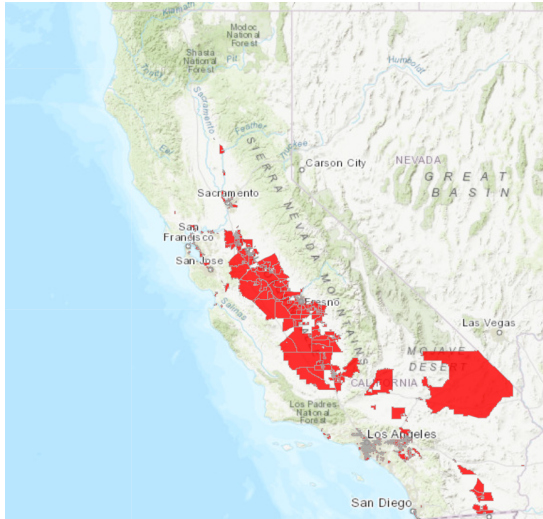 Klamath
Modoc
National
Forest
Shasta
National
Forest
Pit
Humboldt
Sacramento
Feather
Eel
Truckee
Carson City
NEVADA
GREAT
BASIN
SIERRA NEVADA MOUNTAINS
Sacramento
San
Francisco
San Jose
Salinas
Fresno
Las Vegas
MOJAVE
DESERT
CALIFORNIA
Los Padres
National
Forest
Los Angeles
San Diego